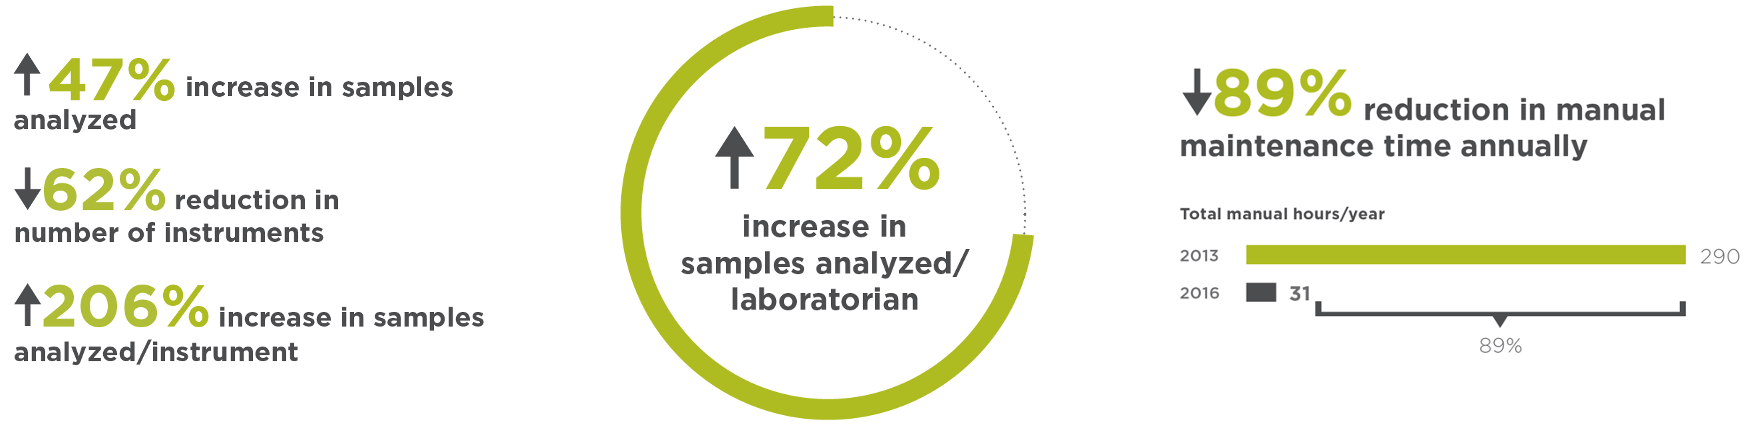 47% increase in samples
analyzed
62% reduction in
number of instruments
206% increase in samples
analyzed/instrument
72%
increase in
samples analyzed/
laboratorian
89% reduction in manual
maintenance time annually
Total manual hours/year
2013 290
2016 31
89%